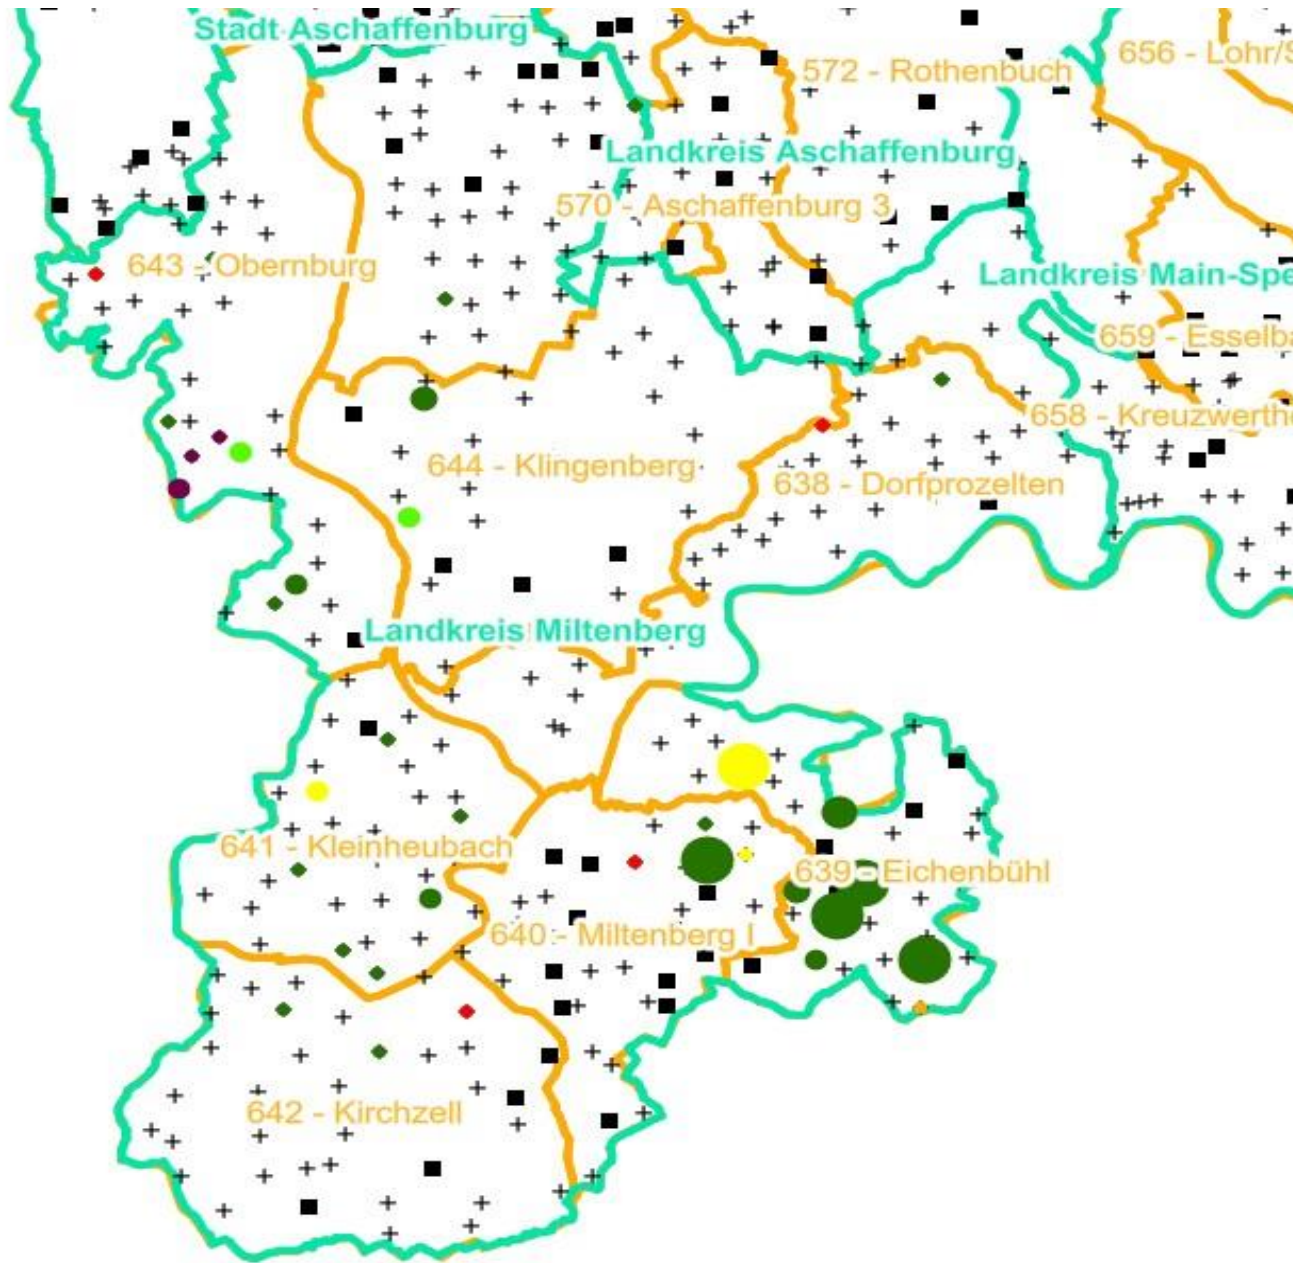 Stadt Aschaffenburg
656 - Lohr/S
572 - Rothenbuch
Landkreis Aschaffenburg
570 - Aschaffenburg 3
643 - Obernburg
Landkreis Main-Spe
659 - Esselba
658 - Kreuzwerthe
644 - Klingenberg
638 - Dorfprozelten
Landkreis Miltenberg
641 - Kleinheubach
639 - Eichenbühl
640 - Miltenberg I
642 - Kirchzell